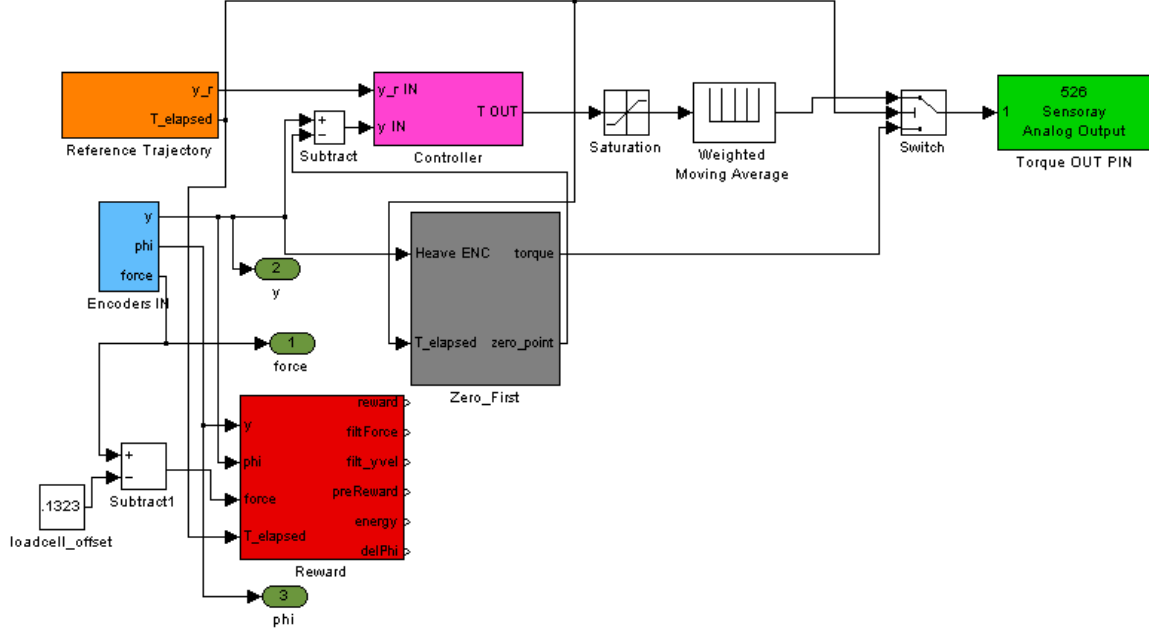 y_r
T_elapsed
Reference Trajectory
y_r IN
y IN
T OUT
Controller
+
−
Subtract
Saturation
Weighted
Moving Average
Switch
1
526
Sensoray
Analog Output
Torque OUT PIN
y
phi
force
Encoders IN
2
y
1
force
Heave ENC
torque
T_elapsed
zero_point
Zero_First
+
−
Subtract1
.1323
loadcell_offset
y
phi
force
T_elapsed
reward
filtForce
filt_yvel
preReward
energy
delPhi
Reward
3
phi